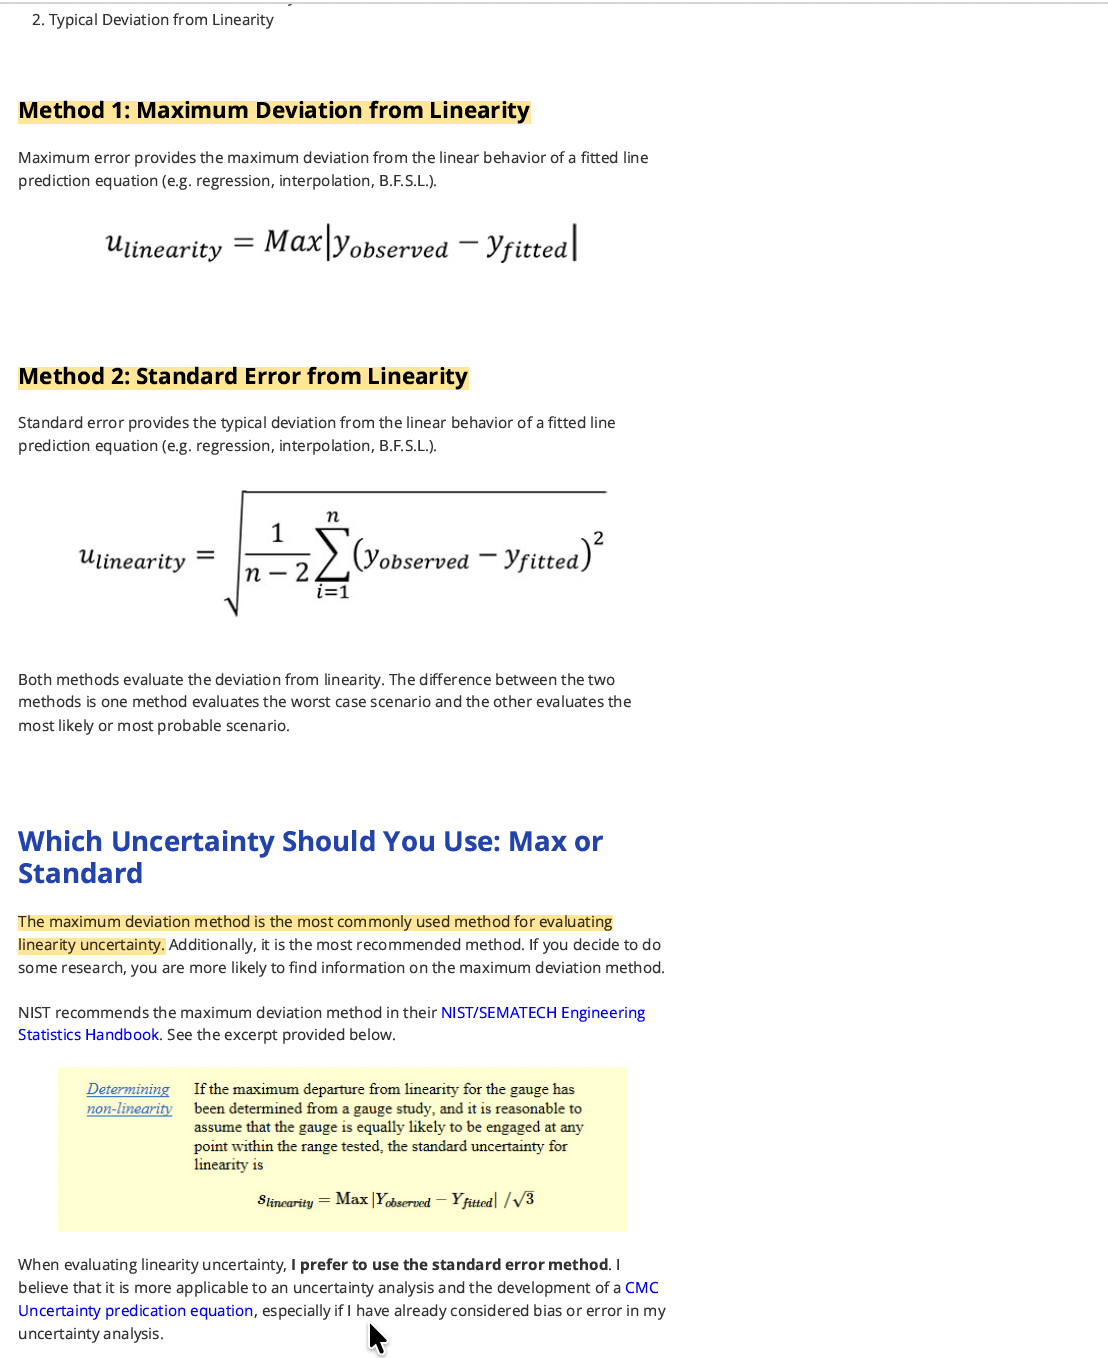 2. Typical Deviation from Linearity
Method 1: Maximum Deviation from Linearity
Maximum error provides the maximum deviation from the linear behavior of a fitted line
prediction equation (e.g. regression, interpolation, B.F.S.L.).
u_linearity = Max|y_observed − y_fitted|
Method 2: Standard Error from Linearity
Standard error provides the typical deviation from the linear behavior of a fitted line
prediction equation (e.g. regression, interpolation, B.F.S.L.).
u_linearity = √(1/(n − 2) ∑_{i=1}^{n} (y_observed − y_fitted)²)
Both methods evaluate the deviation from linearity. The difference between the two
methods is one method evaluates the worst case scenario and the other evaluates the
most likely or most probable scenario.
Which Uncertainty Should You Use: Max or
Standard
The maximum deviation method is the most commonly used method for evaluating
linearity uncertainty. Additionally, it is the most recommended method. If you decide to do
some research, you are more likely to find information on the maximum deviation method.
NIST recommends the maximum deviation method in their NIST/SEMATECH Engineering
Statistics Handbook. See the excerpt provided below.
Determining
non-linearity
If the maximum departure from linearity for the gauge has
been determined from a gauge study, and it is reasonable to
assume that the gauge is equally likely to be engaged at any
point within the range tested, the standard uncertainty for
linearity is
s_linearity = Max |Y_observed − Y_fitted| /√3
When evaluating linearity uncertainty, I prefer to use the standard error method. I
believe that it is more applicable to an uncertainty analysis and the development of a CMC
Uncertainty predication equation, especially if I have already considered bias or error in my
uncertainty analysis.